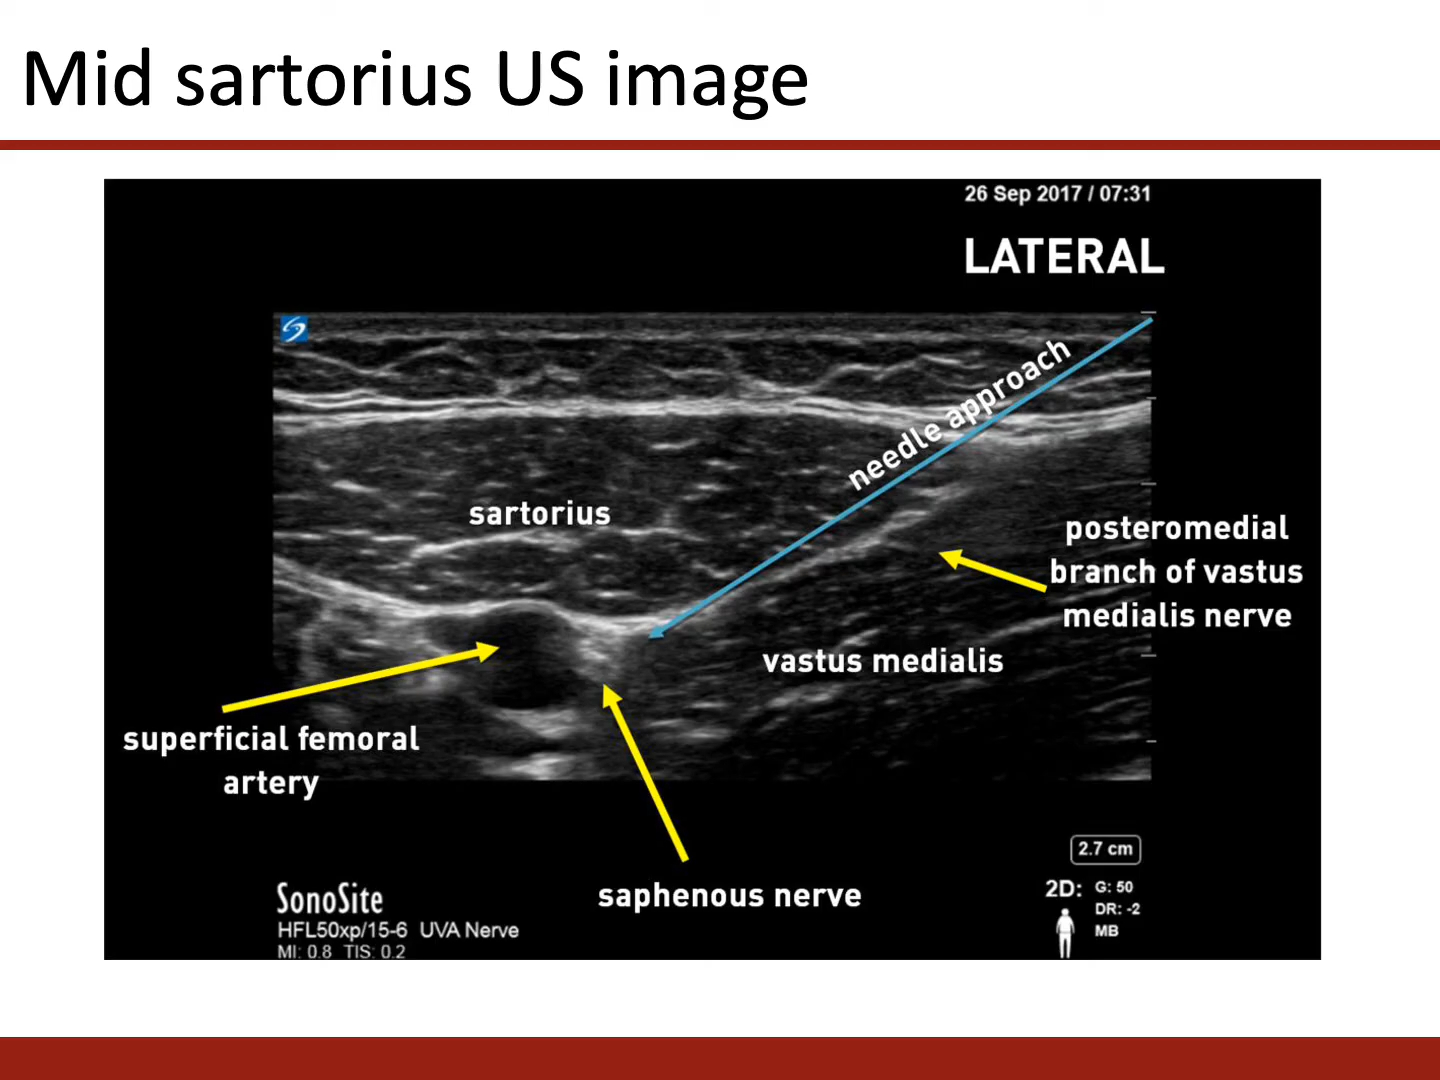 Mid sartorius US image
26 Sep 2017 / 07:31
LATERAL
needle approach
sartorius
posteromedial
branch of vastus
medialis nerve
vastus medialis
superficial femoral
artery
saphenous nerve
2.7 cm
SonoSite
HFL50xp/15-6 UVA Nerve
MI: 0.8 TIS: 0.2
2D: G: 50
DR: -2
MB